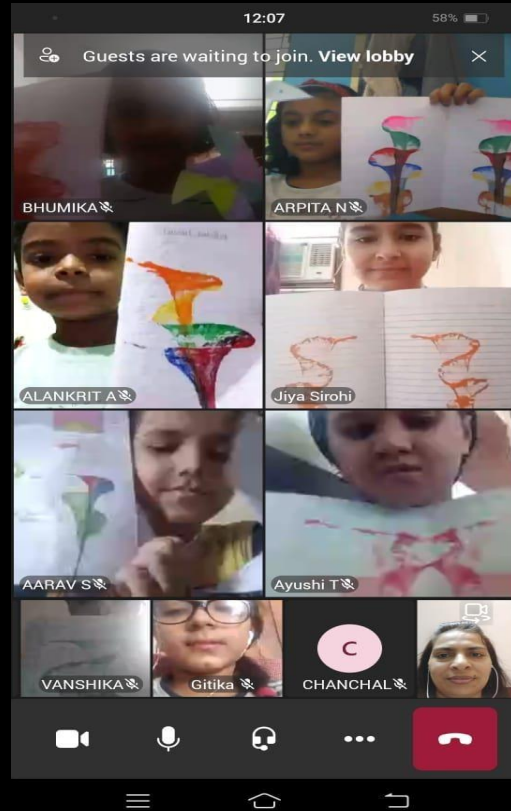 12:07 58%
Guests are waiting to join. View lobby
BHUMIKA
ARPITA N
ALANKRIT A
Jiya Sirohi
AARAV S
Ayushi T
VANSHIKA
Gitika
C
CHANCHAL